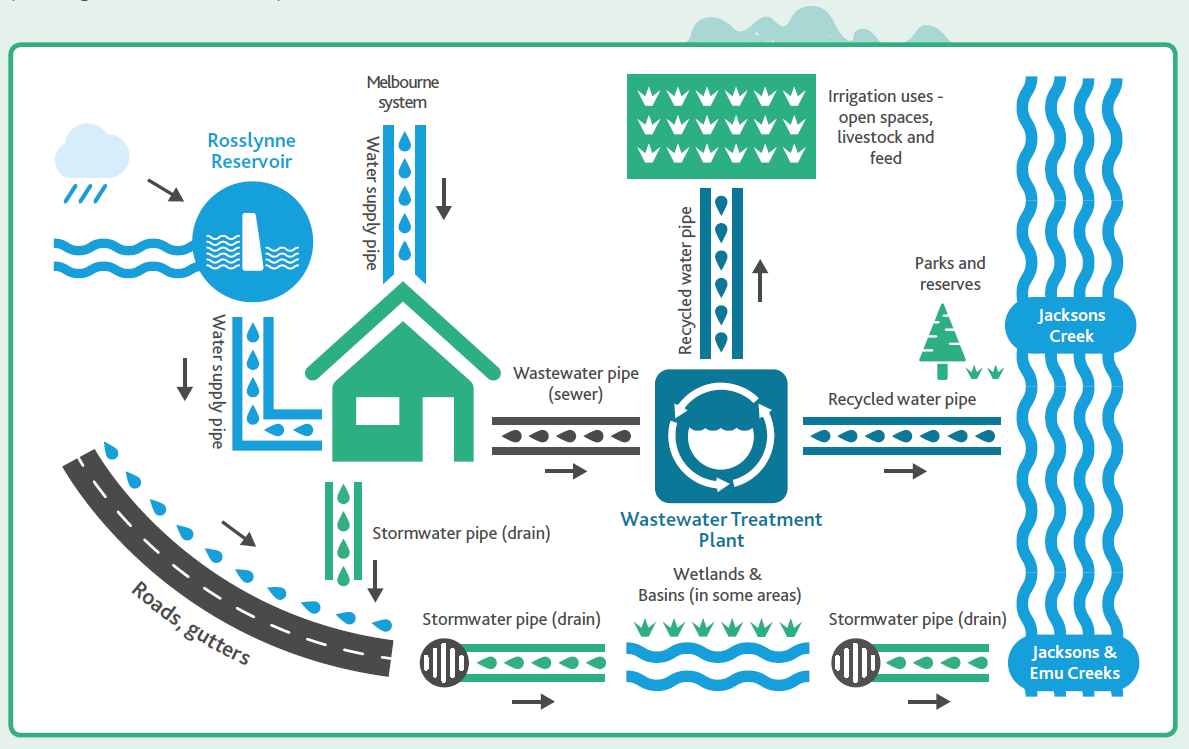 Melbourne
system
Rosslynne
Reservoir
Water supply pipe
Water supply pipe
Irrigation uses -
open spaces,
livestock and
feed
Recycled water pipe
Parks and
reserves
Jacksons
Creek
Wastewater pipe
(sewer)
Recycled water pipe
Wastewater Treatment
Plant
Stormwater pipe (drain)
Roads, gutters
Wetlands &
Basins (in some areas)
Stormwater pipe (drain)
Stormwater pipe (drain)
Jacksons &
Emu Creeks